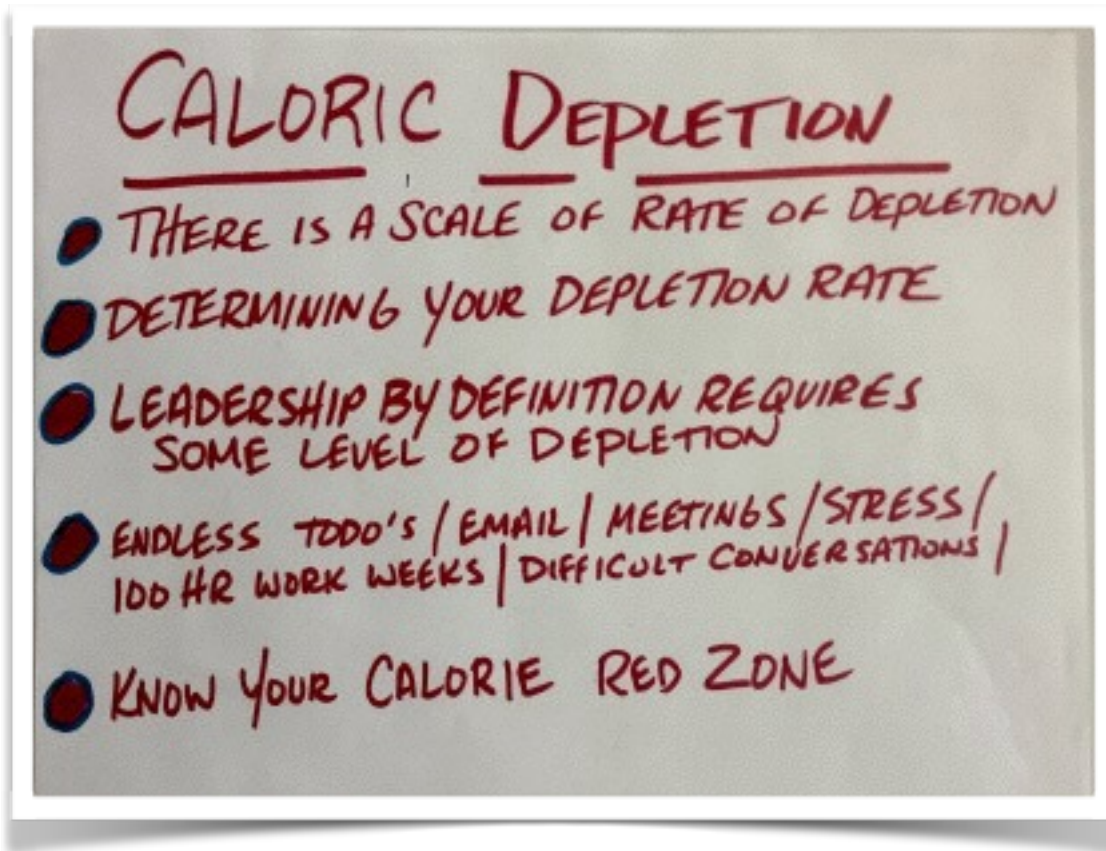 CALORIC DEPLETION
THERE IS A SCALE OF RATE OF DEPLETION
DETERMINING YOUR DEPLETION RATE
LEADERSHIP BY DEFINITION REQUIRES
SOME LEVEL OF DEPLETION
ENDLESS TODO'S / EMAIL / MEETINGS / STRESS /
100 HR WORK WEEKS / DIFFICULT CONVERSATIONS /
KNOW YOUR CALORIE RED ZONE